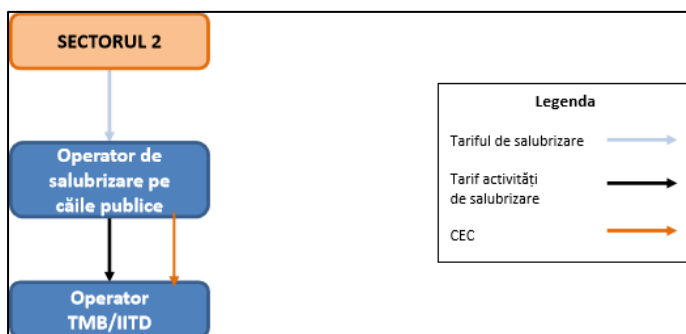 SECTORUL 2
Operator de
salubrizare pe
căile publice
Operator
TMB/IITD
Legenda
Tariful de salubrizare
Tarif activități
de salubrizare
CEC